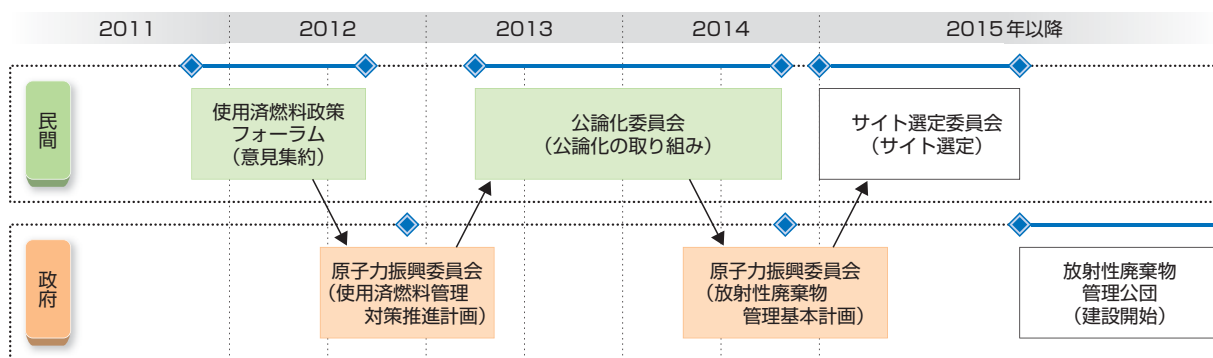 2011
2012
2013
2014
2015年以降
民間
使用済燃料政策
フォーラム
(意見集約)
公論化委員会
(公論化の取り組み)
サイト選定委員会
(サイト選定)
政府
原子力振興委員会
(使用済燃料管理
対策推進計画)
原子力振興委員会
(放射性廃棄物
管理基本計画)
放射性廃棄物
管理公団
(建設開始)